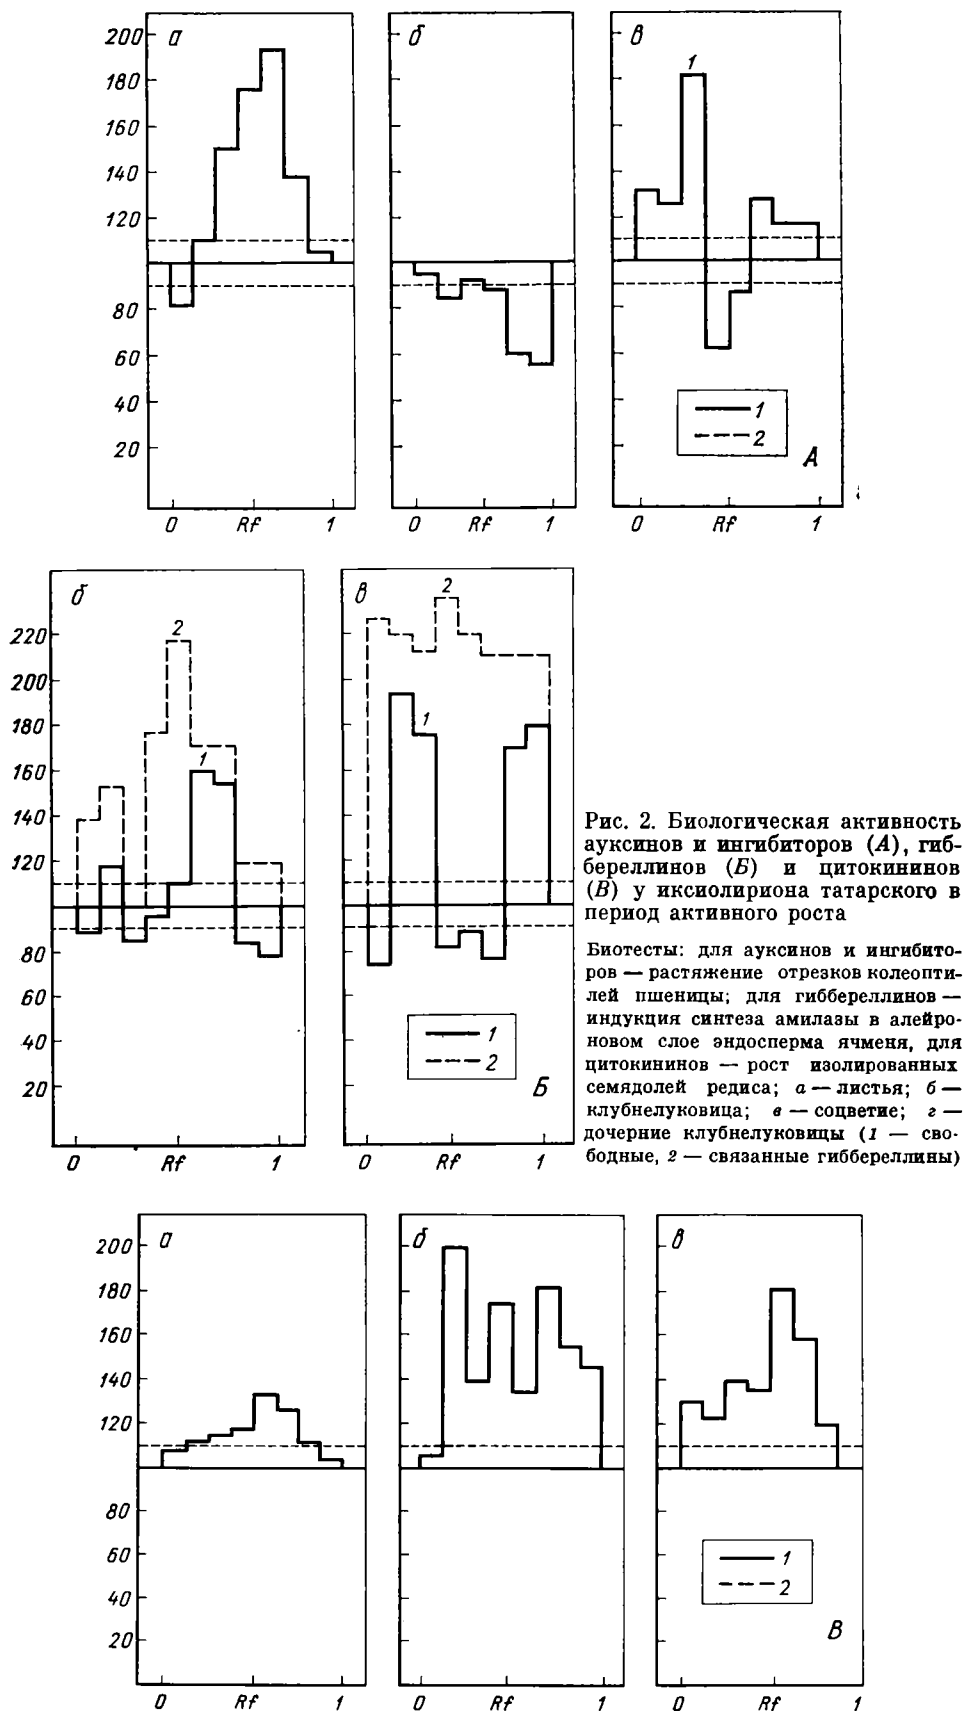 а
б
в
200
180
160
140
120
80
60
40
20
1
1
2
А
0 Rf 1
0 Rf 1
0 Rf 1
б
в
220
200
180
160
140
120
80
60
40
20
2
1
2
1
1
2
Б
0 Rf 1
0 Rf 1
Рис. 2. Биологическая активность
ауксинов и ингибиторов (А), гиб-
береллинов (Б) и цитокининов
(В) у иксиолириона татарского в
период активного роста
Биотесты: для ауксинов и ингибито-
ров — растяжение отрезков колеопти-
лей пшеницы; для гиббереллинов —
индукция синтеза амилазы в алейро-
новом слое эндосперма ячменя, для
цитокининов — рост изолированных
семядолей редиса; а — листья; б —
клубнелуковица; в — соцветие; г —
дочерние клубнелуковицы (1 — сво-
бодные, 2 — связанные гиббереллины)
а
б
в
200
180
160
140
120
80
60
40
20
1
2
В
0 Rf 1
0 Rf 1
0 Rf 1